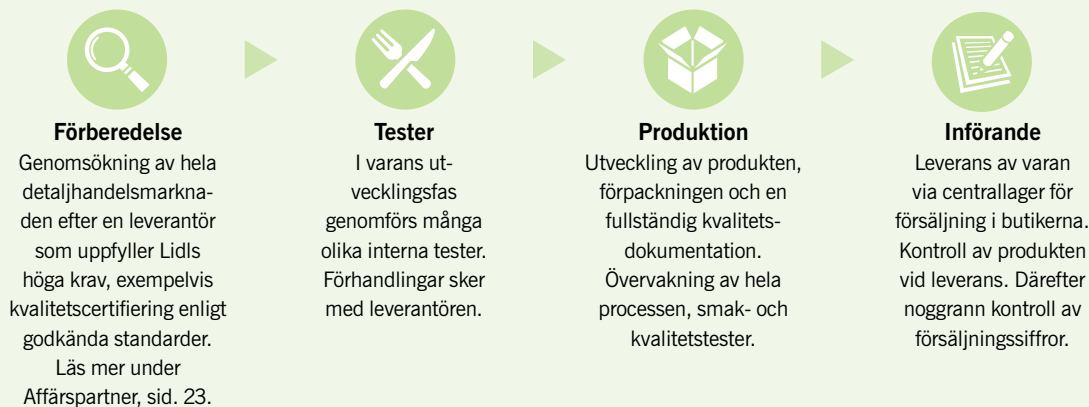 Förberedelse
Genomsökning av hela
detaljhandelsmarkna-
den efter en leverantör
som uppfyller Lidls
höga krav, exempelvis
kvalitetscertifiering enligt
godkända standarder.
Läs mer under
Affärspartner, sid. 23.
Tester
I varans ut-
vecklingsfas
genomförs många
olika interna tester.
Förhandlingar sker
med leverantören.
Produktion
Utveckling av produkten,
förpackningen och en
fullständig kvalitets-
dokumentation.
Övervakning av hela
processen, smak- och
kvalitetstester.
Införande
Leverans av varan
via centrallager för
försäljning i butikerna.
Kontroll av produkten
vid leverans. Därefter
noggrann kontroll av
försäljningssiffror.